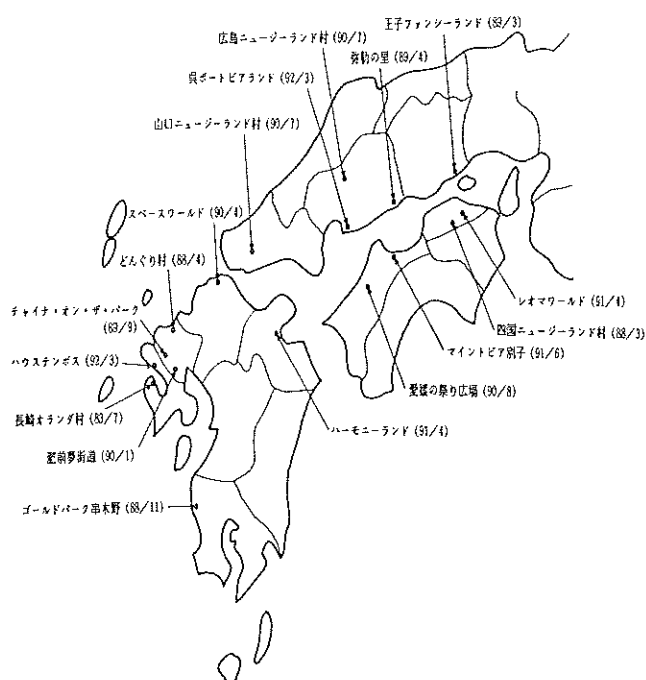 王子ファンシーランド (89/3)
広島ニュージーランド村 (90/7)
弥勒の里 (89/4)
呉ポートピアランド (92/3)
山口ニュージーランド村 (90/7)
スペースワールド (90/4)
どんぐり村 (88/4)
チャイナ・オン・ザ・パーク
(89/9)
ハウステンボス (92/3)
長崎オランダ村 (83/7)
肥前夢街道 (90/1)
ゴールドパーク串木野 (88/11)
レオマワールド (91/4)
四国ニュージーランド村 (88/3)
マイントピア別子 (91/6)
愛媛の祭り広場 (90/8)
ハーモニーランド (91/4)